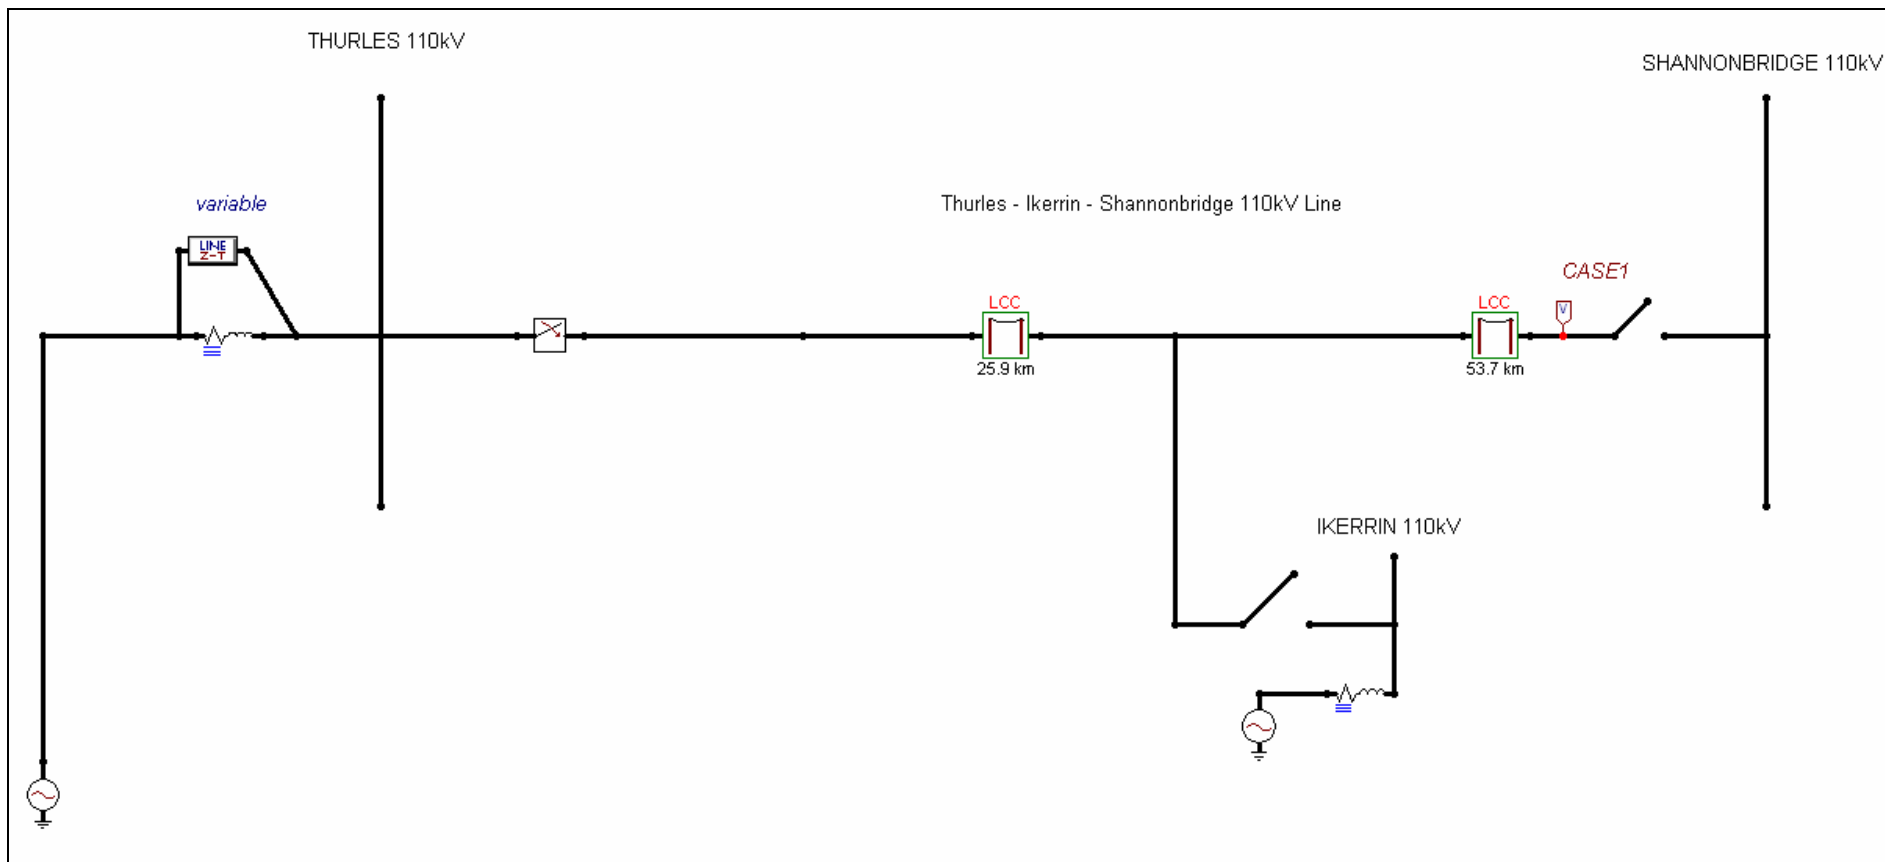 THURLES 110kV
SHANNONBRIDGE 110kV
variable
LINE
Z-T
Thurles - Ikerrin - Shannonbridge 110kV Line
CASE1
LCC
LCC
V
25.9 km
53.7 km
IKERRIN 110kV